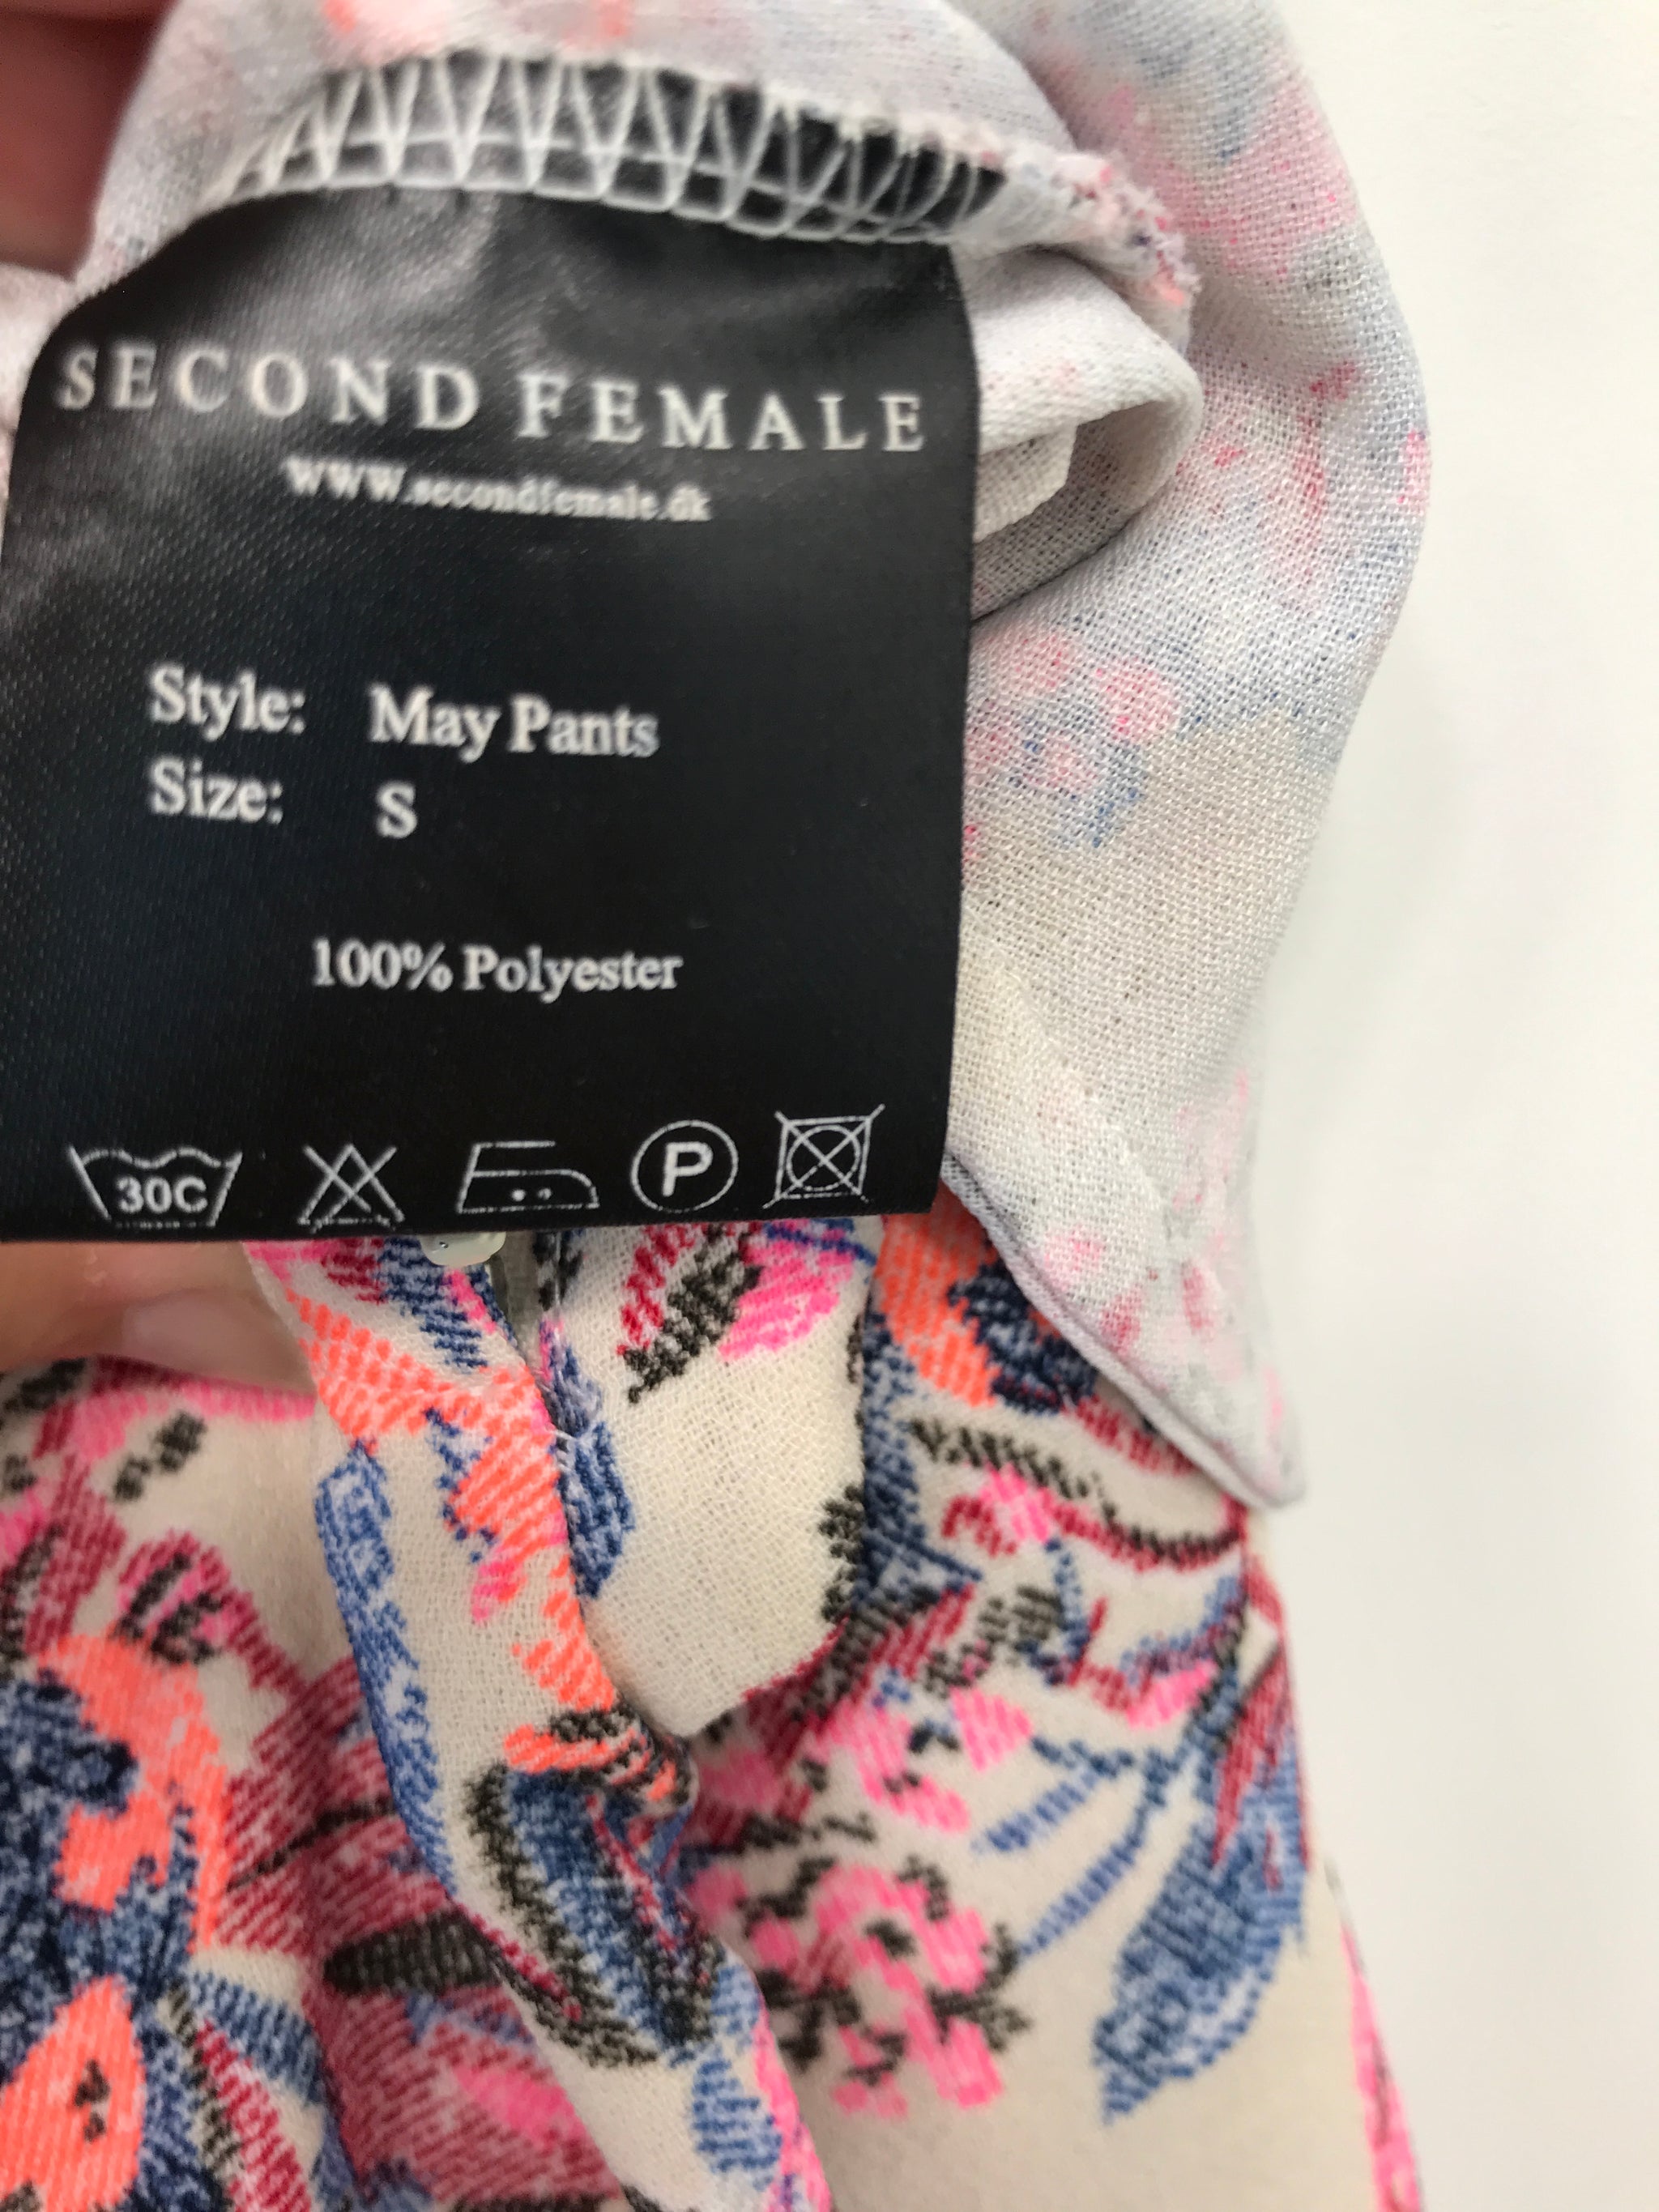 SECOND FEMALE
www.secondfemale.dk
Style: May Pants
Size: S
100% Polyester
30C P